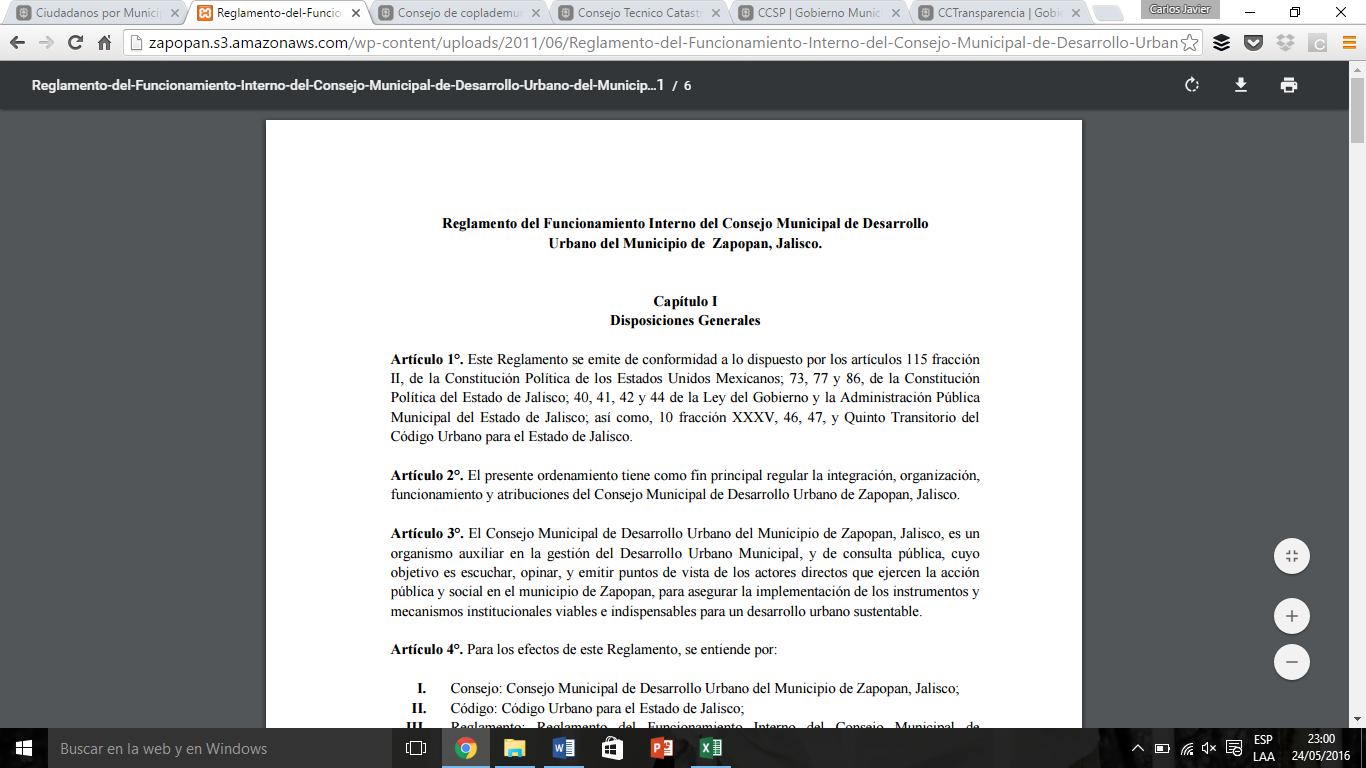 Carlos Javier
Ciudadanos por Munici
Reglamento-del-Funcio
Consejo de coplademu
Consejo Tecnico Catast
CCSP | Gobierno Munic
CCTransparencia | Gobi
zapopan.s3.amazonaws.com/wp-content/uploads/2011/06/Reglamento-del-Funcionamiento-Interno-del-Consejo-Municipal-de-Desarrollo-Urban
Reglamento-del-Funcionamiento-Interno-del-Consejo-Municipal-de-Desarrollo-Urbano-del-Municip...1 / 6
Reglamento del Funcionamiento Interno del Consejo Municipal de Desarrollo
Urbano del Municipio de Zapopan, Jalisco.
Capítulo I
Disposiciones Generales
Artículo 1°. Este Reglamento se emite de conformidad a lo dispuesto por los artículos 115 fracción
II, de la Constitución Política de los Estados Unidos Mexicanos; 73, 77 y 86, de la Constitución
Política del Estado de Jalisco; 40, 41, 42 y 44 de la Ley del Gobierno y la Administración Pública
Municipal del Estado de Jalisco; así como, 10 fracción XXXV, 46, 47, y Quinto Transitorio del
Código Urbano para el Estado de Jalisco.
Artículo 2°. El presente ordenamiento tiene como fin principal regular la integración, organización,
funcionamiento y atribuciones del Consejo Municipal de Desarrollo Urbano de Zapopan, Jalisco.
Artículo 3°. El Consejo Municipal de Desarrollo Urbano del Municipio de Zapopan, Jalisco, es un
organismo auxiliar en la gestión del Desarrollo Urbano Municipal, y de consulta pública, cuyo
objetivo es escuchar, opinar, y emitir puntos de vista de los actores directos que ejercen la acción
pública y social en el municipio de Zapopan, para asegurar la implementación de los instrumentos y
mecanismos institucionales viables e indispensables para un desarrollo urbano sustentable.
Artículo 4°. Para los efectos de este Reglamento, se entiende por:
I. Consejo: Consejo Municipal de Desarrollo Urbano del Municipio de Zapopan, Jalisco;
II. Código: Código Urbano para el Estado de Jalisco;
III. Reglamento: Reglamento del Funcionamiento Interno del Consejo Municipal de
Buscar en la web y en Windows
ESP
LAA
23:00
24/05/2016